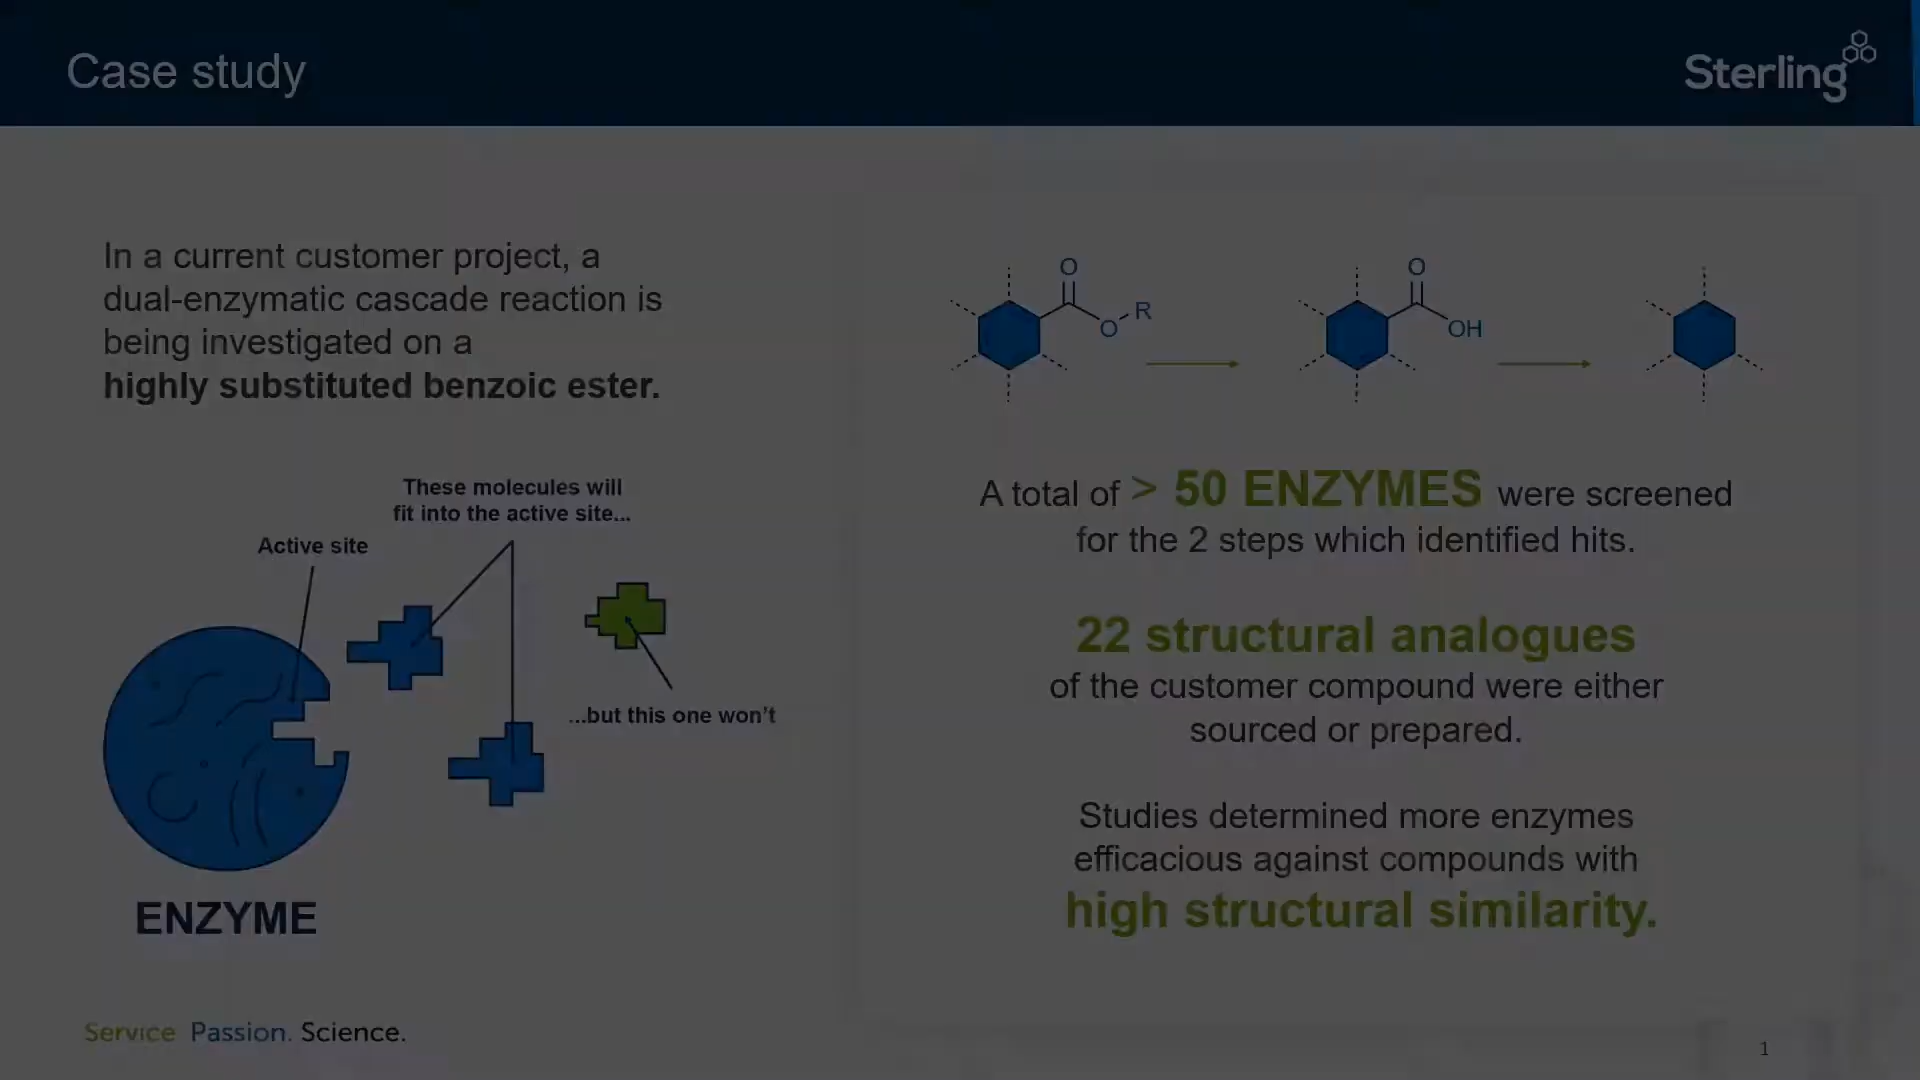 Case study
Sterling
In a current customer project, a
dual-enzymatic cascade reaction is
being investigated on a
highly substituted benzoic ester.
These molecules will
fit into the active site...
Active site
...but this one won't
ENZYME
O
O
R
O
OH
A total of > 50 ENZYMES were screened
for the 2 steps which identified hits.
22 structural analogues
of the customer compound were either
sourced or prepared.
Studies determined more enzymes
efficacious against compounds with
high structural similarity.
Service Passion. Science.
1